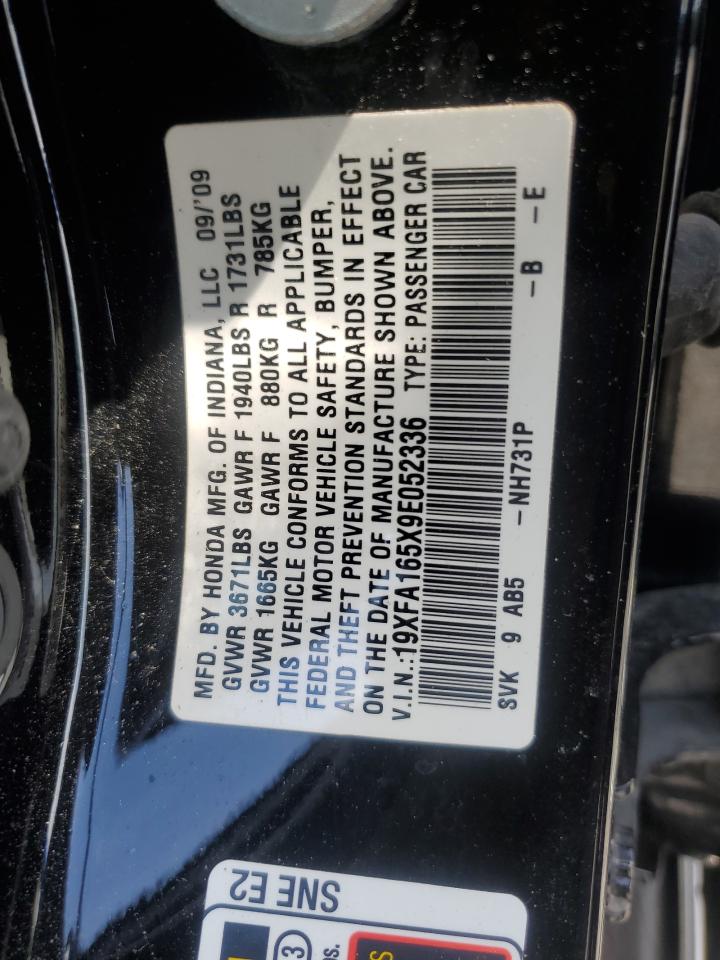 MFD. BY HONDA MFG. OF INDIANA, LLC 09/'09
GVWR 3671LBS GAWR F 1940LBS R 1731LBS
GVWR 1665KG GAWR F 880KG R 785KG
THIS VEHICLE CONFORMS TO ALL APPLICABLE
FEDERAL MOTOR VEHICLE SAFETY, BUMPER,
AND THEFT PREVENTION STANDARDS IN EFFECT
ON THE DATE OF MANUFACTURE SHOWN ABOVE.
V.I.N.:19XFA165X9E052336 TYPE: PASSENGER CAR
SVK 9 AB5 -NH731P -B -E
SNE E2
3